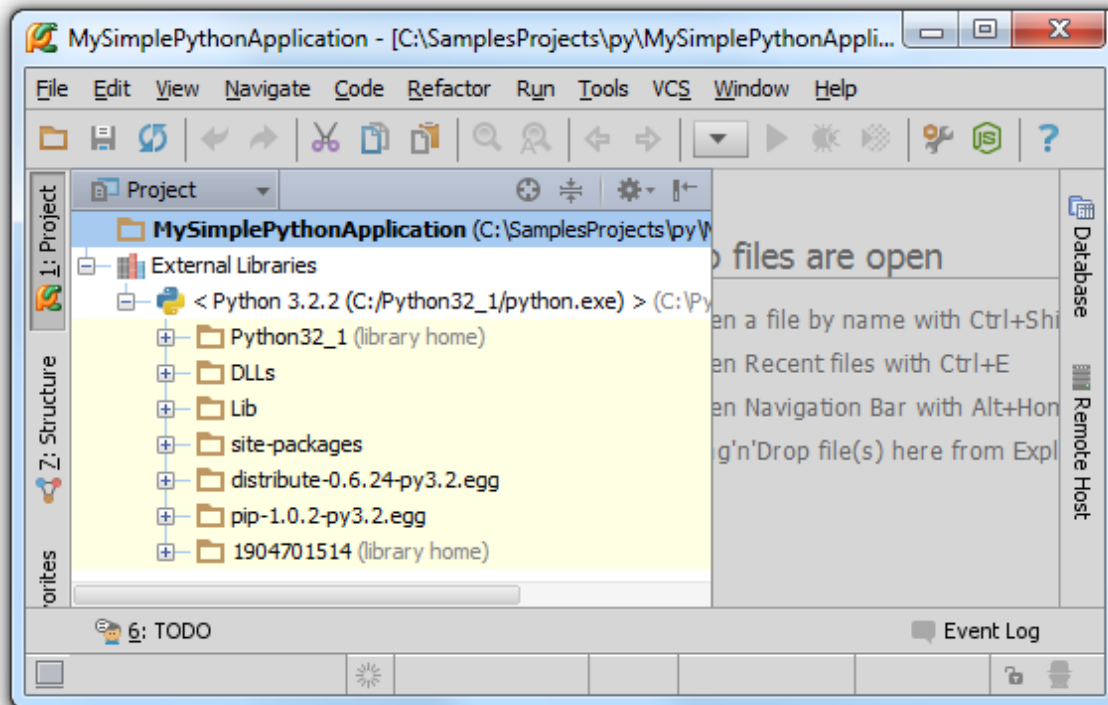 MySimplePythonApplication - [C:\SamplesProjects\py\MySimplePythonAppli...
File Edit View Navigate Code Refactor Run Tools VCS Window Help
JS ?
1: Project
7: Structure
orites
Project
MySimplePythonApplication (C:\SamplesProjects\py\M
External Libraries
< Python 3.2.2 (C:/Python32_1/python.exe) > (C:\Py
Python32_1 (library home)
DLLs
Lib
site-packages
distribute-0.6.24-py3.2.egg
pip-1.0.2-py3.2.egg
1904701514 (library home)
files are open
en a file by name with Ctrl+Shi
en Recent files with Ctrl+E
en Navigation Bar with Alt+Hon
g'n'Drop file(s) here from Expl
Database
Remote Host
6: TODO
Event Log